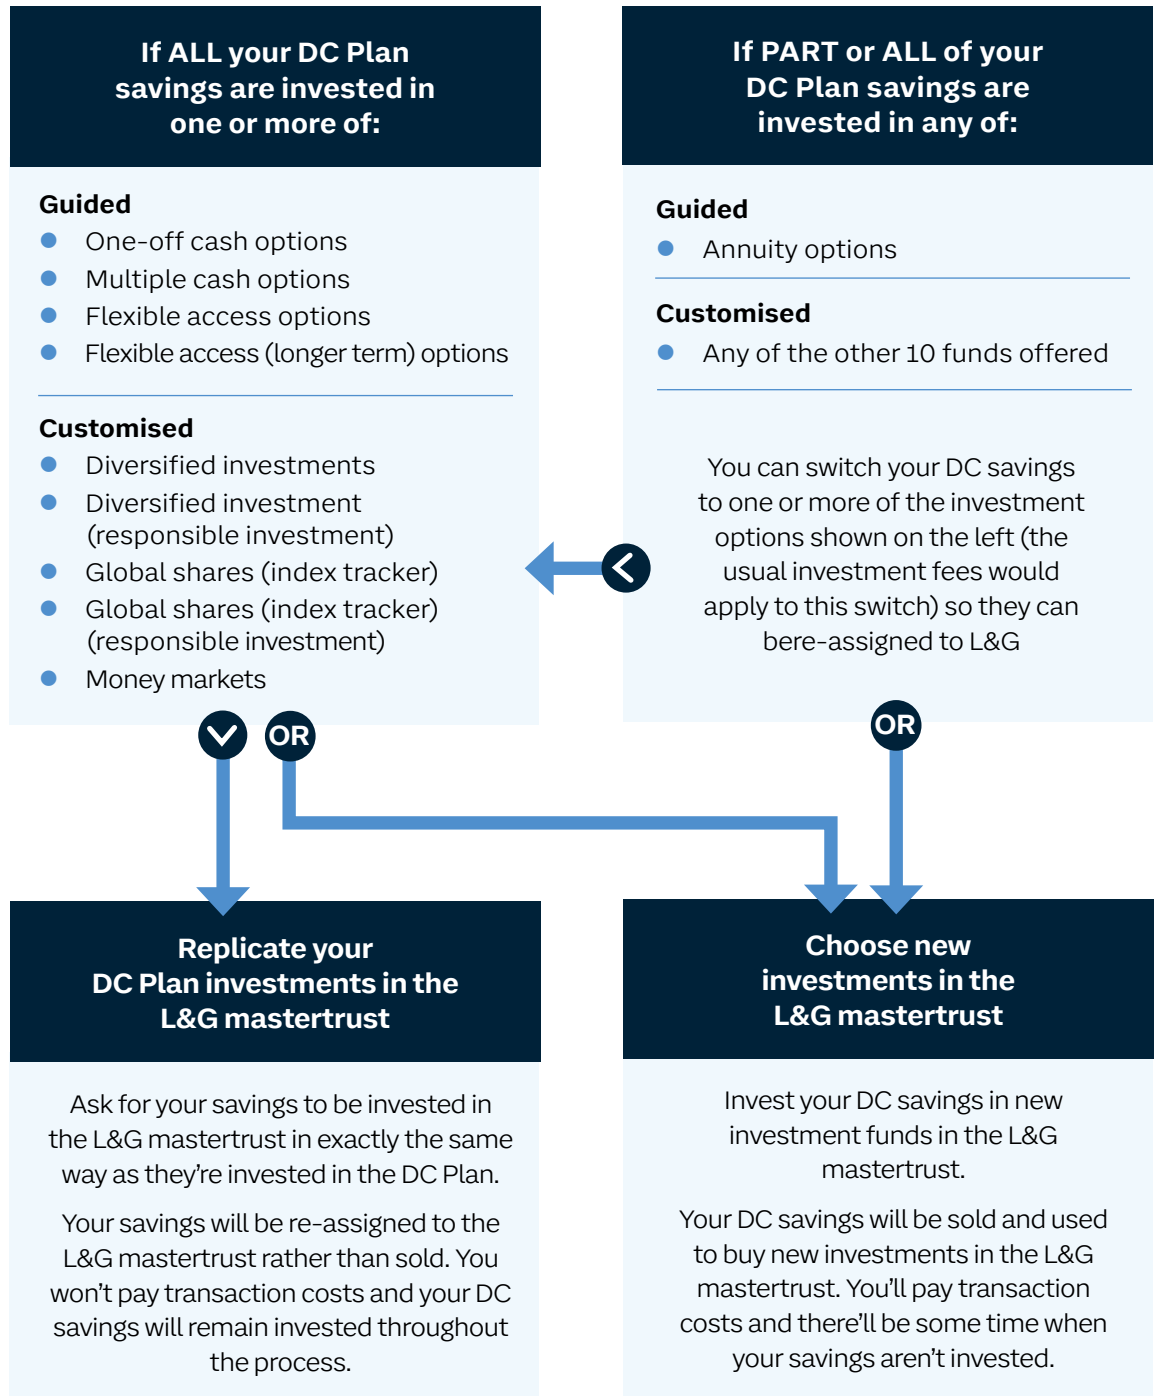 If ALL your DC Plan
savings are invested in
one or more of:
Guided
One-off cash options
Multiple cash options
Flexible access options
Flexible access (longer term) options
Customised
Diversified investments
Diversified investment
(responsible investment)
Global shares (index tracker)
Global shares (index tracker)
(responsible investment)
Money markets
If PART or ALL of your
DC Plan savings are
invested in any of:
Guided
Annuity options
Customised
Any of the other 10 funds offered
You can switch your DC savings
to one or more of the investment
options shown on the left (the
usual investment fees would
apply to this switch) so they can
bere-assigned to L&G
OR
OR
Replicate your
DC Plan investments in the
L&G mastertrust
Ask for your savings to be invested in
the L&G mastertrust in exactly the same
way as they're invested in the DC Plan.
Your savings will be re-assigned to the
L&G mastertrust rather than sold. You
won't pay transaction costs and your DC
savings will remain invested throughout
the process.
Choose new
investments in the
L&G mastertrust
Invest your DC savings in new
investment funds in the L&G
mastertrust.
Your DC savings will be sold and used
to buy new investments in the L&G
mastertrust. You'll pay transaction
costs and there'll be some time when
your savings aren't invested.